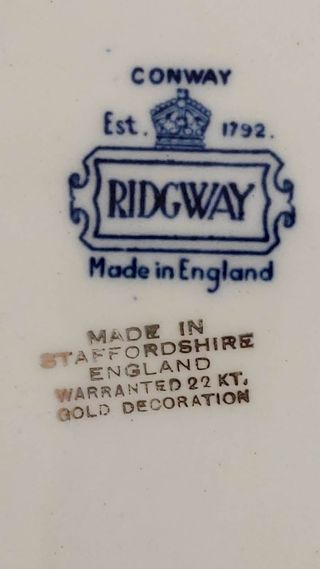 CONWAY
Est. 1792.
RIDGWAY
Made in England
MADE IN
STAFFORDSHIRE
ENGLAND
WARRANTED 22 KT.
GOLD DECORATION